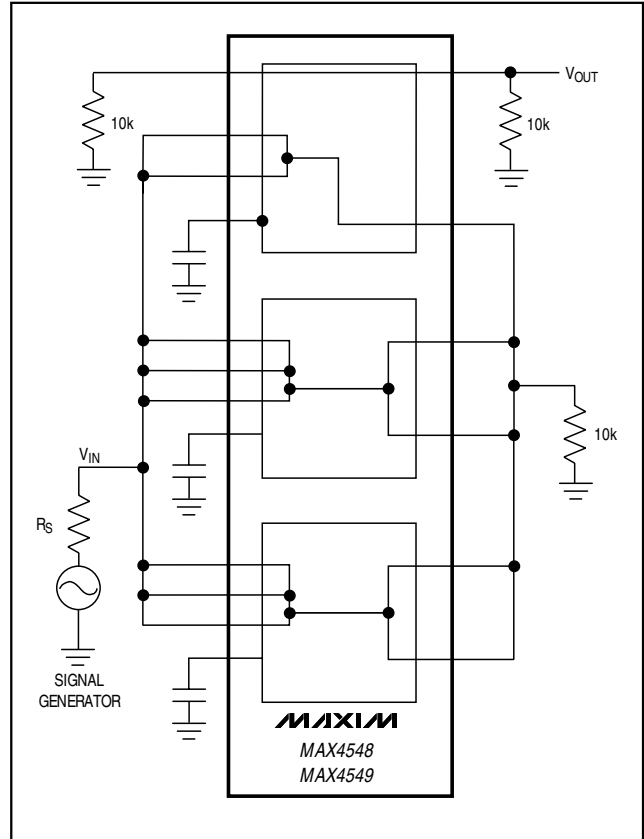 VOUT
10k
10k
10k
VIN
RS
SIGNAL
GENERATOR
MAXIM
MAX4548
MAX4549